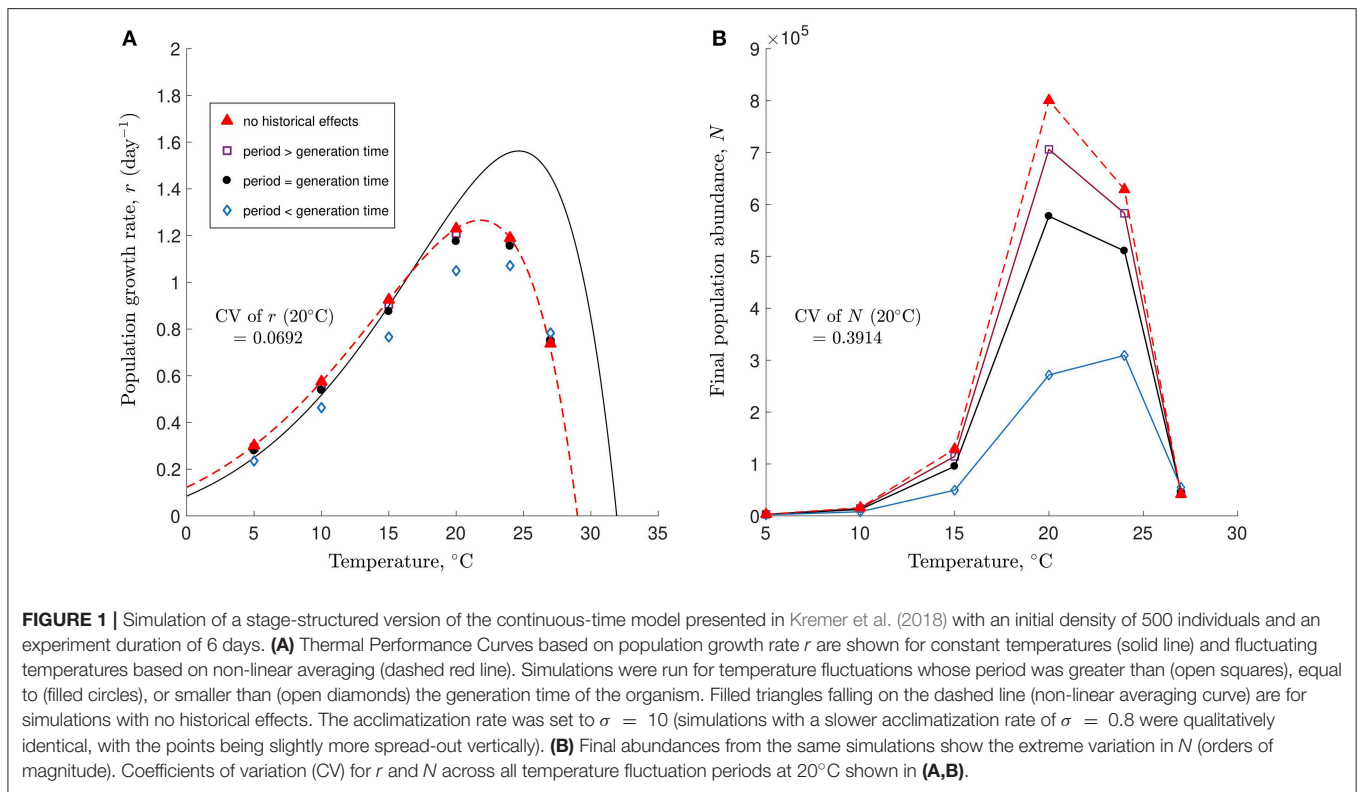 A
B
2
1.8
1.6
1.4
1.2
1
0.8
0.6
0.4
0.2
0
Population growth rate, r (day⁻¹)
no historical effects
period > generation time
period = generation time
period < generation time
CV of r (20°C)
= 0.0692
0 5 10 15 20 25 30 35
Temperature, °C
×10⁵
9
8
7
6
5
4
3
2
1
0
Final population abundance, N
CV of N (20°C)
= 0.3914
5 10 15 20 25 30
Temperature, °C
FIGURE 1 | Simulation of a stage-structured version of the continuous-time model presented in Kremer et al. (2018) with an initial density of 500 individuals and an
experiment duration of 6 days. (A) Thermal Performance Curves based on population growth rate r are shown for constant temperatures (solid line) and fluctuating
temperatures based on non-linear averaging (dashed red line). Simulations were run for temperature fluctuations whose period was greater than (open squares), equal
to (filled circles), or smaller than (open diamonds) the generation time of the organism. Filled triangles falling on the dashed line (non-linear averaging curve) are for
simulations with no historical effects. The acclimatization rate was set to σ = 10 (simulations with a slower acclimatization rate of σ = 0.8 were qualitatively
identical, with the points being slightly more spread-out vertically). (B) Final abundances from the same simulations show the extreme variation in N (orders of
magnitude). Coefficients of variation (CV) for r and N across all temperature fluctuation periods at 20°C shown in (A,B).